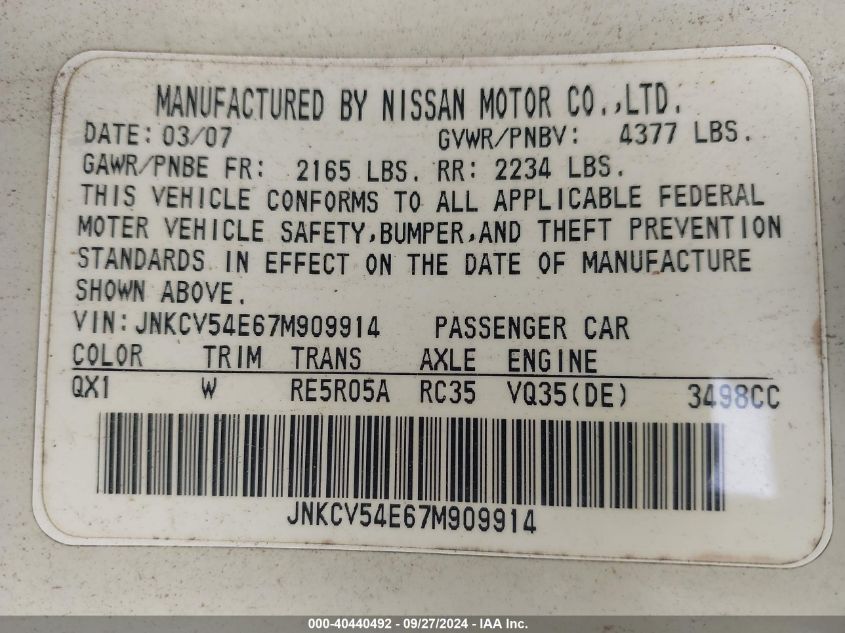 MANUFACTURED BY NISSAN MOTOR CO.,LTD.
DATE: 03/07 GVWR/PNBV: 4377 LBS.
GAWR/PNBE FR: 2165 LBS. RR: 2234 LBS.
THIS VEHICLE CONFORMS TO ALL APPLICABLE FEDERAL
MOTER VEHICLE SAFETY,BUMPER,AND THEFT PREVENTION
STANDARDS IN EFFECT ON THE DATE OF MANUFACTURE
SHOWN ABOVE.
VIN: JNKCV54E67M909914 PASSENGER CAR
COLOR TRIM TRANS AXLE ENGINE
QX1 W RE5R05A RC35 VQ35(DE) 3498CC
JNKCV54E67M909914
000-40440492 - 09/27/2024 - IAA Inc.